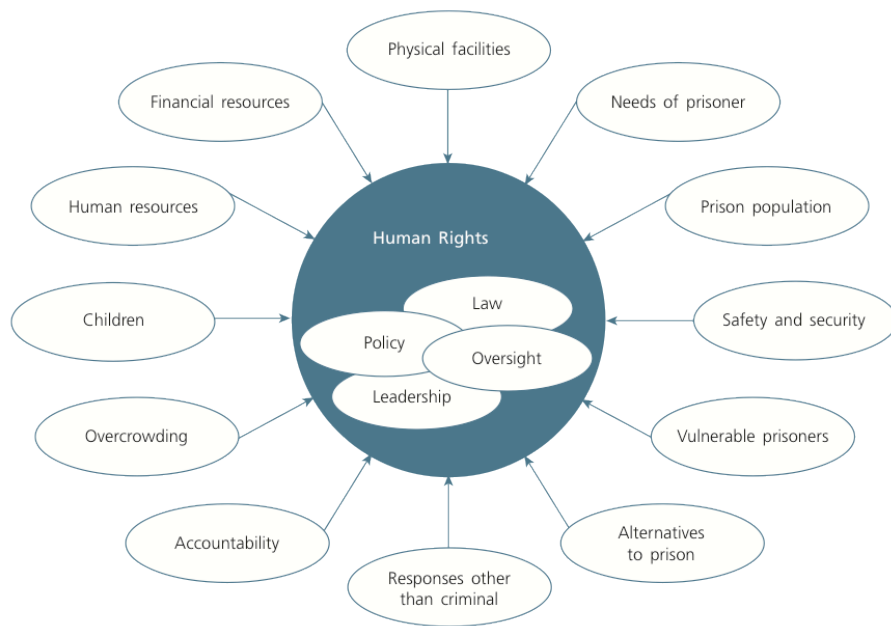 Physical facilities
Financial resources
Needs of prisoner
Human resources
Prison population
Human Rights
Law
Children
Safety and security
Policy
Oversight
Leadership
Overcrowding
Vulnerable prisoners
Accountability
Alternatives
to prison
Responses other
than criminal